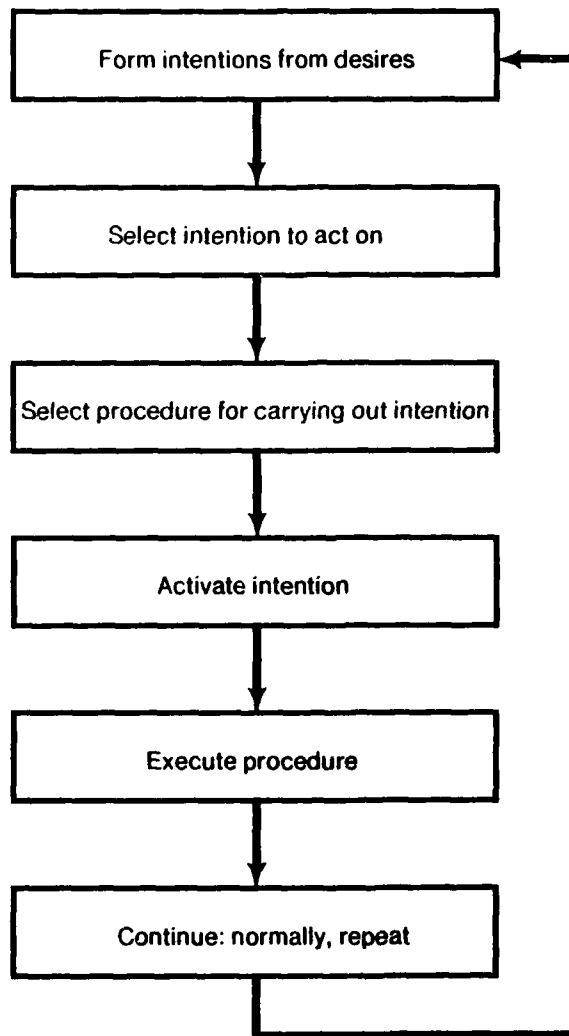 Form intentions from desires
Select intention to act on
Select procedure for carrying out intention
Activate intention
Execute procedure
Continue: normally, repeat